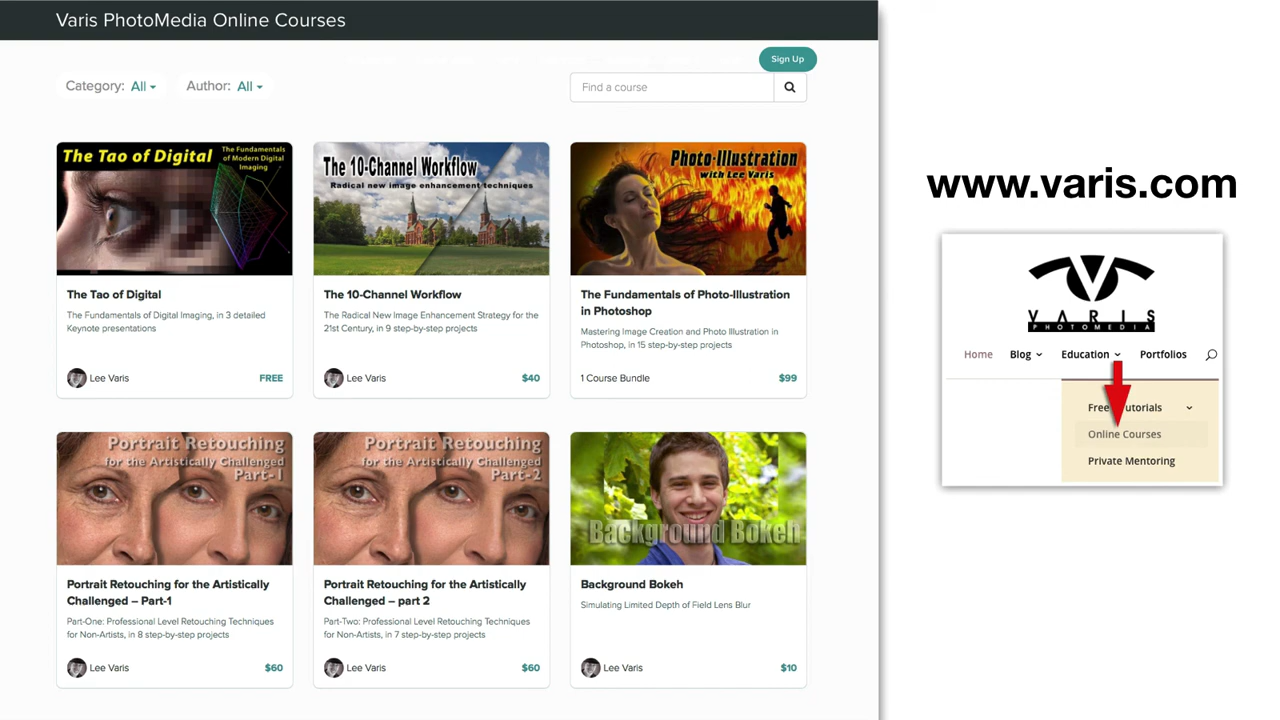 Varis PhotoMedia Online Courses
Sign Up
Category: All
Author: All
Find a course
The Tao of Digital
The Fundamentals
of Modern Digital
Imaging
The Tao of Digital
The Fundamentals of Digital Imaging, in 3 detailed
Keynote presentations
Lee Varis
FREE
The 10-Channel Workflow
Radical new image enhancement techniques
The 10-Channel Workflow
The Radical New Image Enhancement Strategy for the
21st Century, in 9 step-by-step projects
Lee Varis
$40
Photo-Illustration
with Lee Varis
The Fundamentals of Photo-Illustration
in Photoshop
Mastering Image Creation and Photo Illustration in
Photoshop, in 15 step-by-step projects
1 Course Bundle
$99
Portrait Retouching
for the Artistically Challenged
Part-1
Portrait Retouching for the Artistically
Challenged – Part-1
Part-One: Professional Level Retouching Techniques
for Non-Artists, in 8 step-by-step projects
Lee Varis
$60
Portrait Retouching
for the Artistically Challenged
Part-2
Portrait Retouching for the Artistically
Challenged – part 2
Part-Two: Professional Level Retouching Techniques
for Non-Artists, in 7 step-by-step projects
Lee Varis
$60
Background Bokeh
Background Bokeh
Simulating Limited Depth of Field Lens Blur
Lee Varis
$10
www.varis.com
VARIS
PHOTOMEDIA
Home
Blog
Education
Portfolios
Free Tutorials
Online Courses
Private Mentoring